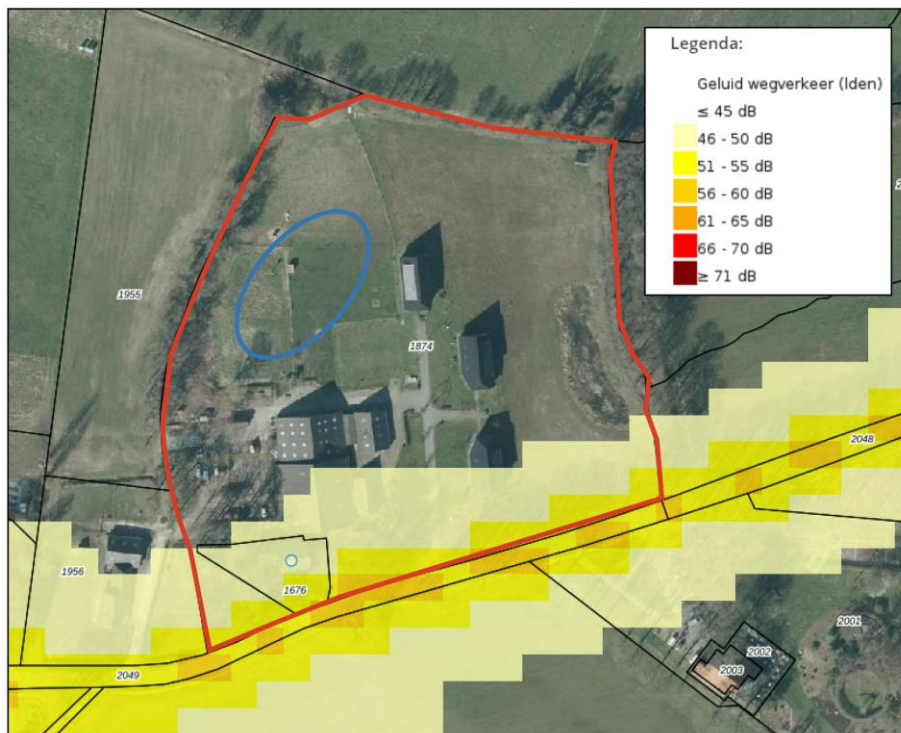 Legenda:
Geluid wegverkeer (lden)
≤ 45 dB
46 - 50 dB
51 - 55 dB
56 - 60 dB
61 - 65 dB
66 - 70 dB
≥ 71 dB
1955
1874
2048
1956
1676
2001
2002
2003
2049